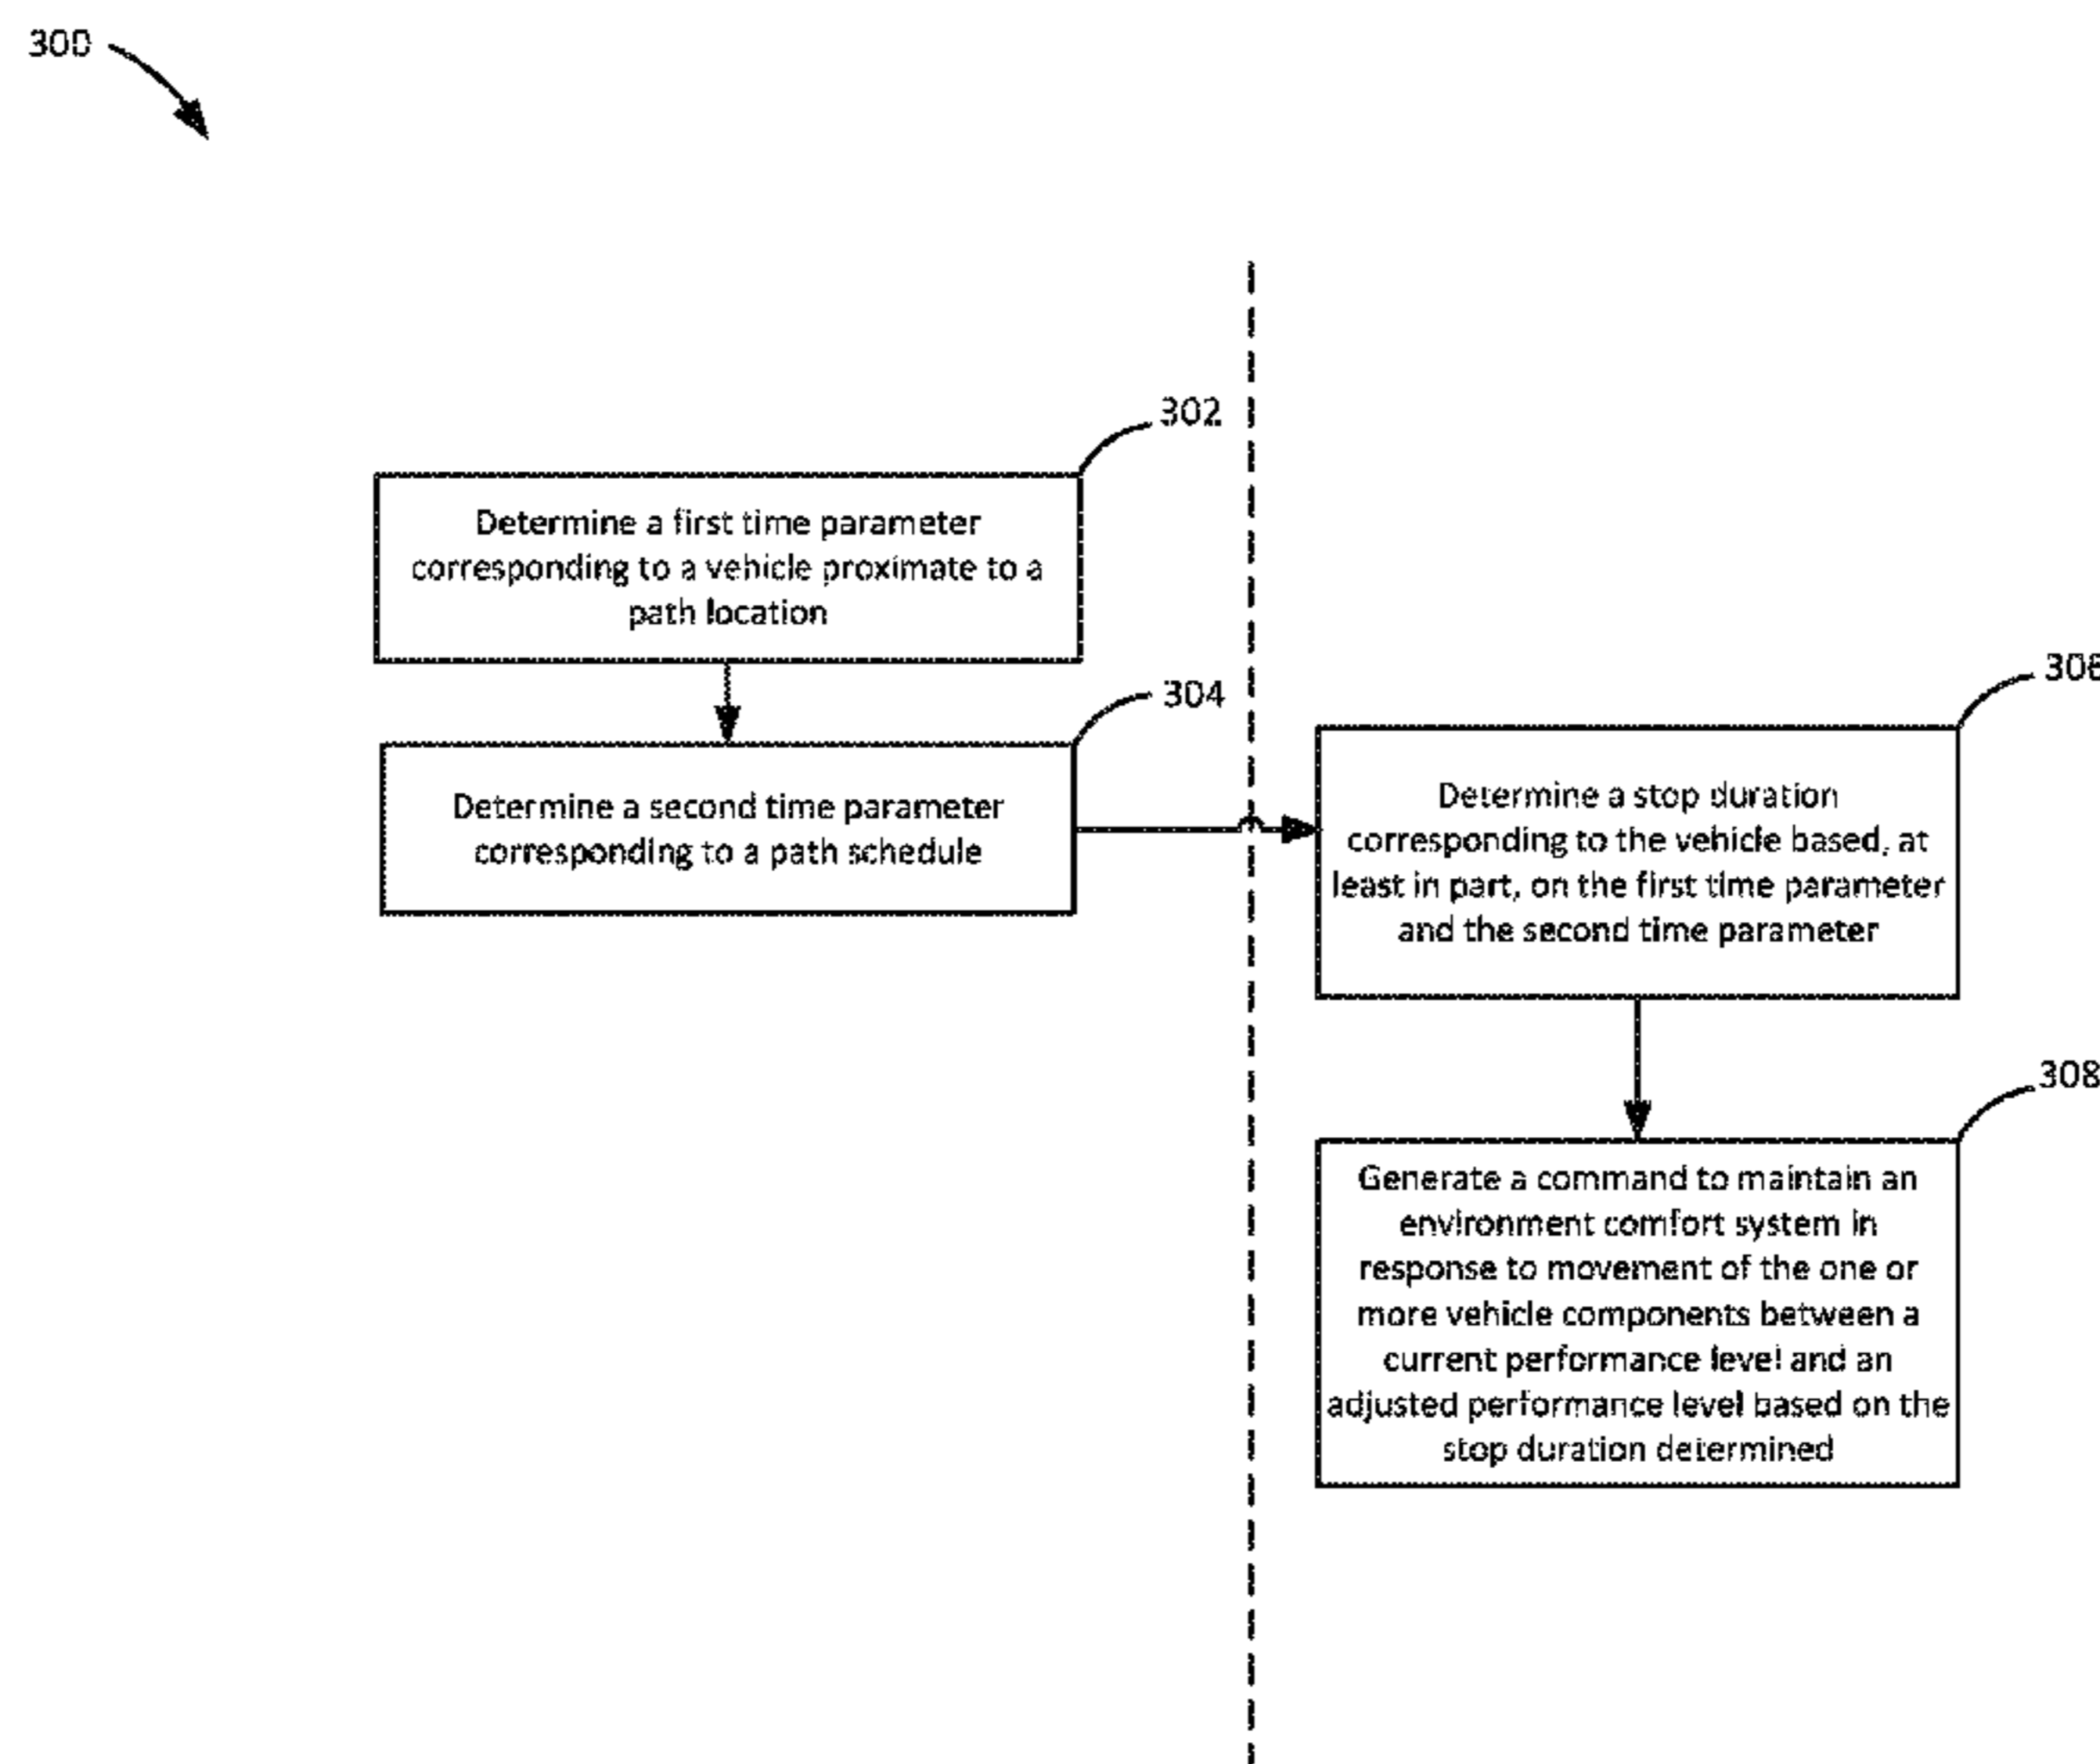 300
302
Determine a first time parameter
corresponding to a vehicle proximate to a
path location
304
Determine a second time parameter
corresponding to a path schedule
Determine a stop duration
corresponding to the vehicle based, at
least in part, on the first time parameter
and the second time parameter
308
Generate a command to maintain an
environment comfort system in
response to movement of the one or
more vehicle components between a
current performance level and an
adjusted performance level based on the
stop duration determined